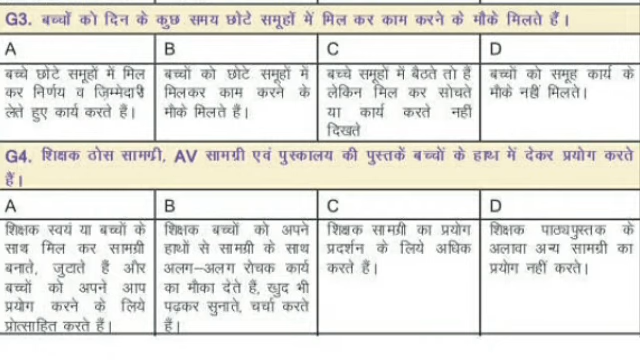 G3. बच्चों को दिन के कुछ समय छोटे समूहों में मिल कर काम करने के मौके मिलते हैं।
A
B
C
D
बच्चे छोटे समूहों में मिल
कर निर्णय व ज़िम्मेदारी
लेते हुए कार्य करते हैं।
बच्चों को छोटे समूहों में
मिलकर काम करने के
मौके मिलते हैं।
बच्चे समूहों में बैठते तो हैं
लेकिन मिल कर सोचते
या कार्य करते नहीं
दिखते
बच्चों को समूह कार्य के
मौके नहीं मिलते।
G4. शिक्षक ठोस सामग्री, AV सामग्री एवं पुस्कालय की पुस्तकें बच्चों के हाथ में देकर प्रयोग करते
हैं।
A
B
C
D
शिक्षक स्वयं या बच्चों के
साथ मिल कर सामग्री
बनाते, जुटाते हैं और
बच्चों को अपने आप
प्रयोग करने के लिये
प्रोत्साहित करते हैं।
शिक्षक बच्चों को अपने
हाथों से सामग्री के साथ
अलग–अलग रोचक कार्य
का मौका देते हैं, खुद भी
पढ़कर सुनाते, चर्चा करते
हैं।
शिक्षक सामग्री का प्रयोग
प्रदर्शन के लिये अधिक
करते हैं।
शिक्षक पाठ्यपुस्तक के
अलावा अन्य सामग्री का
प्रयोग नहीं करते।